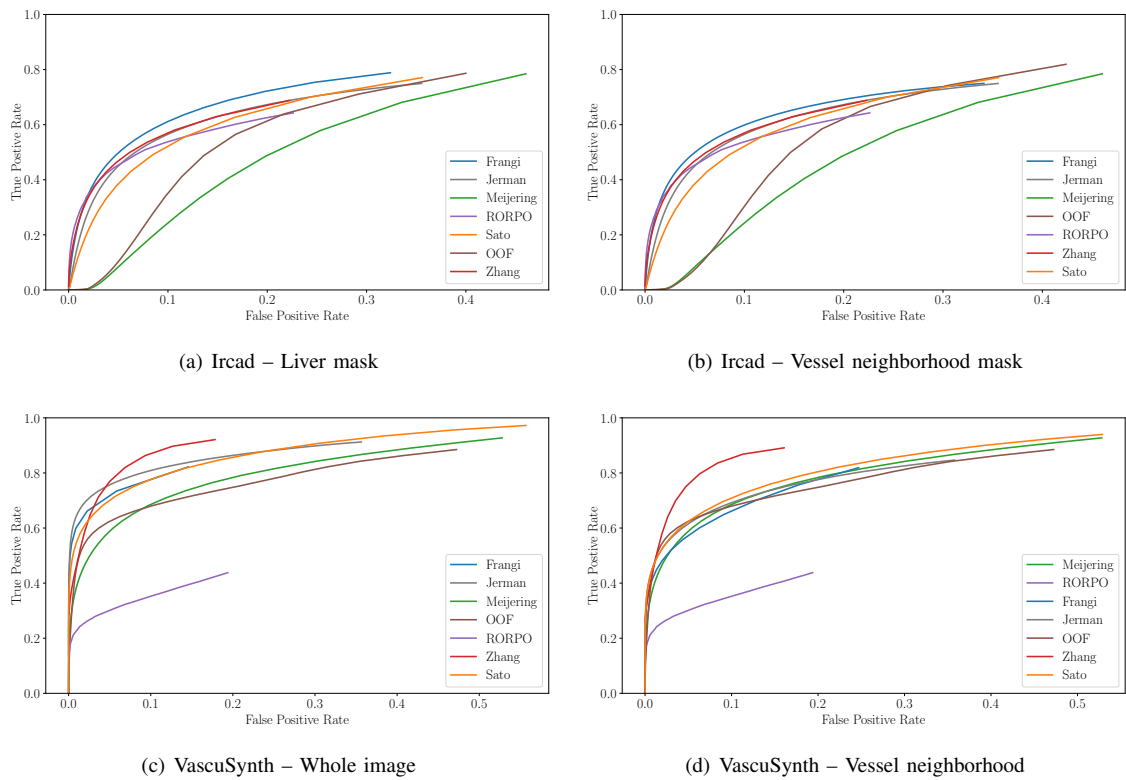 1.0
0.8
0.6
0.4
0.2
0.0
True Postive Rate
0.0 0.1 0.2 0.3 0.4
False Positive Rate
Frangi
Jerman
Meijering
RORPO
Sato
OOF
Zhang
(a) Ircad – Liver mask
1.0
0.8
0.6
0.4
0.2
0.0
True Postive Rate
0.0 0.1 0.2 0.3 0.4
False Positive Rate
Frangi
Jerman
Meijering
OOF
RORPO
Zhang
Sato
(b) Ircad – Vessel neighborhood mask
1.0
0.8
0.6
0.4
0.2
0.0
True Postive Rate
0.0 0.1 0.2 0.3 0.4 0.5
False Positive Rate
Frangi
Jerman
Meijering
OOF
RORPO
Zhang
Sato
(c) VascuSynth – Whole image
1.0
0.8
0.6
0.4
0.2
0.0
True Postive Rate
0.0 0.1 0.2 0.3 0.4 0.5
False Positive Rate
Meijering
RORPO
Frangi
Jerman
OOF
Zhang
Sato
(d) VascuSynth – Vessel neighborhood